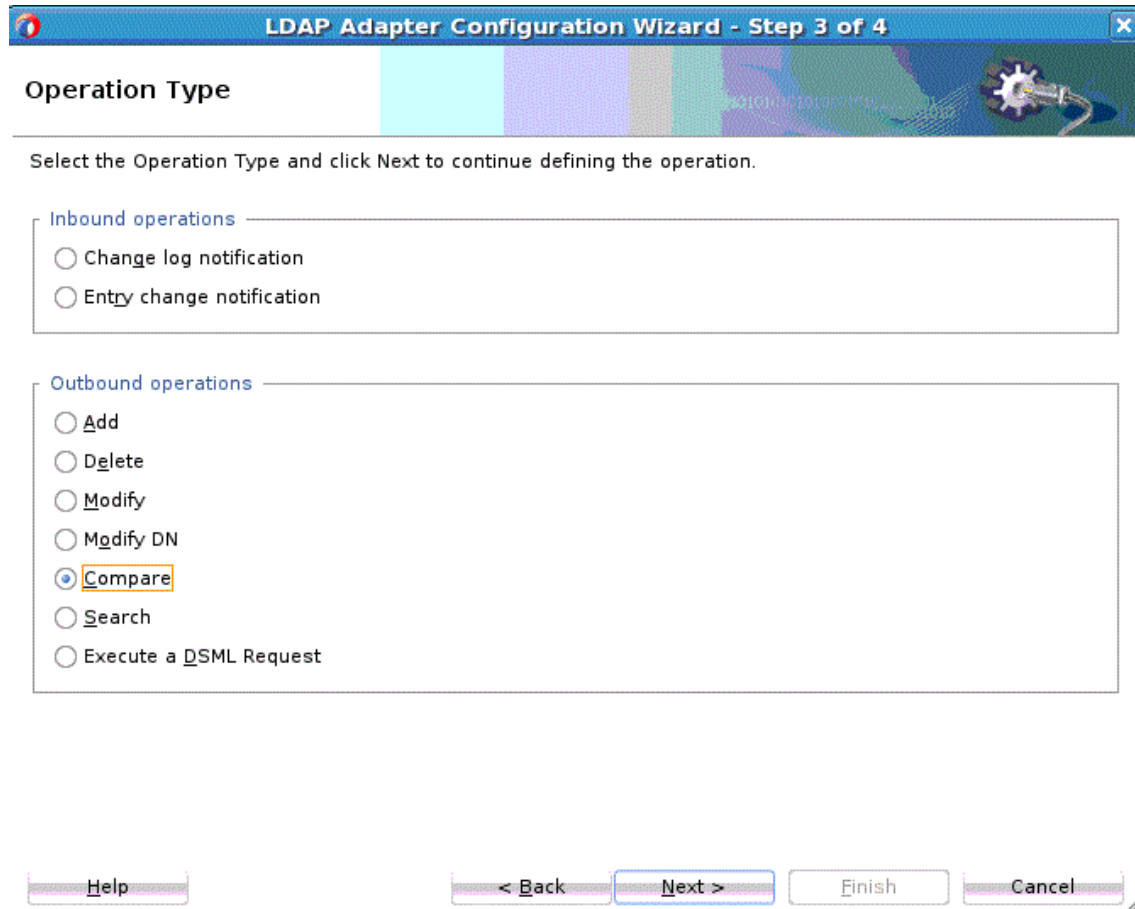 LDAP Adapter Configuration Wizard - Step 3 of 4
Operation Type
Select the Operation Type and click Next to continue defining the operation.
Inbound operations
Change log notification
Entry change notification
Outbound operations
Add
Delete
Modify
Modify DN
Compare
Search
Execute a DSML Request
Help
< Back
Next >
Finish
Cancel